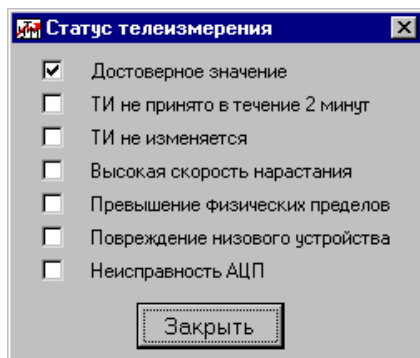 Статус телеизмерения
Достоверное значение
ТИ не принято в течение 2 минут
ТИ не изменяется
Высокая скорость нарастания
Превышение физических пределов
Повреждение низового устройства
Неисправность АЦП
Закрыть